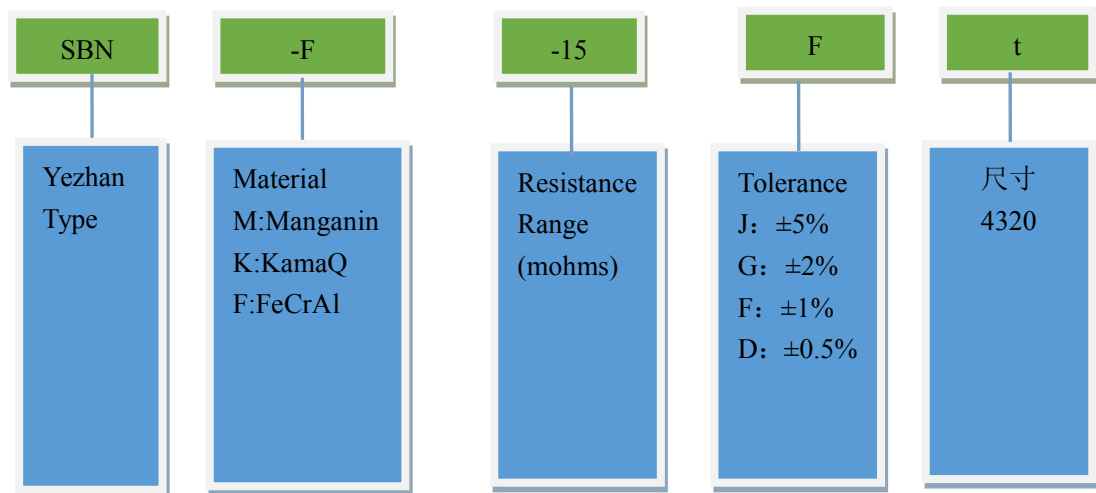 SBN
-F
-15
F
t
Yezhan
Type
Material
M:Manganin
K:KamaQ
F:FeCrAl
Resistance
Range
(mohms)
Tolerance
J：±5%
G：±2%
F：±1%
D：±0.5%
尺寸
4320